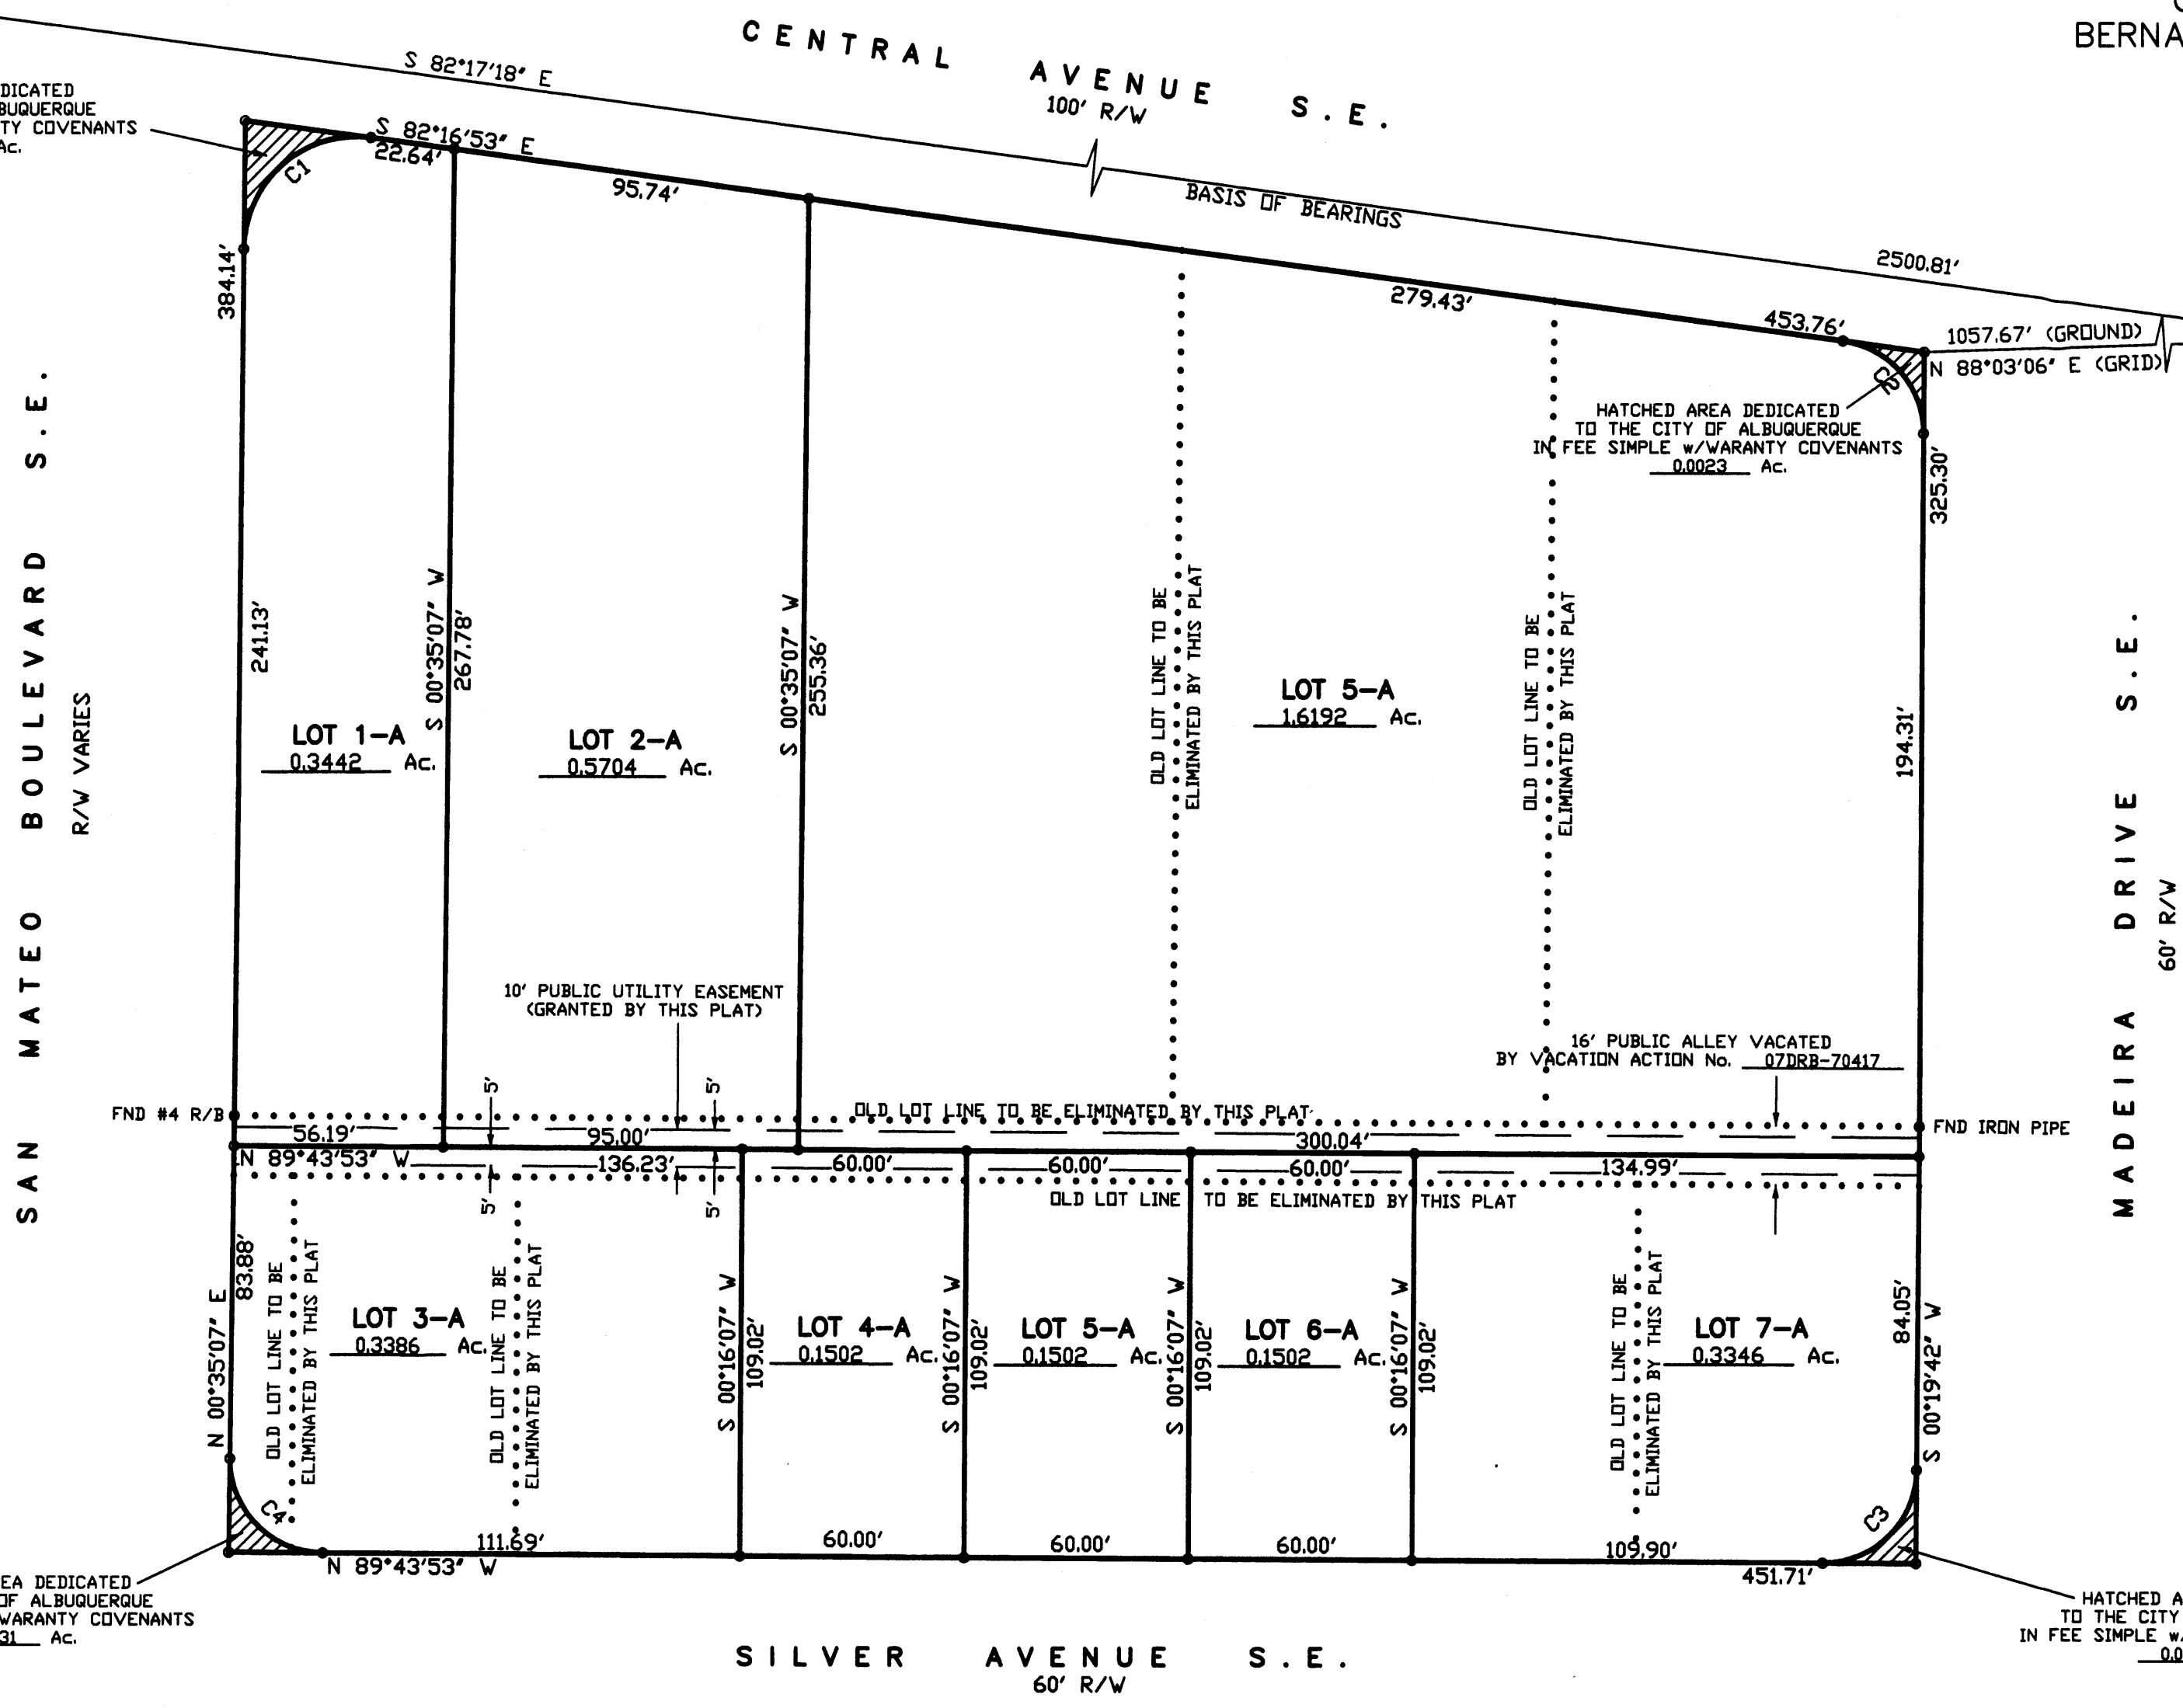 BERNA
CENTRAL AVENUE S.E.
100' R/W
S 82°17'18" E
BASIS OF BEARINGS
2500.81'
DICATED
BUQUERQUE
TY COVENANTS
Ac.
C1
S 82°16'53" E
22.64'
95.74'
279.43'
453.76'
1057.67' (GROUND)
N 88°03'06" E (GRID)
C2
HATCHED AREA DEDICATED
TO THE CITY OF ALBUQUERQUE
IN FEE SIMPLE w/WARANTY COVENANTS
0.0023 Ac.
384.14'
325.30'
SAN MATEO BOULEVARD S.E.
R/W VARIES
241.13'
S 00°35'07" W
267.78'
S 00°35'07" W
255.36'
OLD LOT LINE TO BE
ELIMINATED BY THIS PLAT
OLD LOT LINE TO BE
ELIMINATED BY THIS PLAT
194.31'
MADEIRA DRIVE S.E.
60' R/W
LOT 1-A
0.3442 Ac.
LOT 2-A
0.5704 Ac.
LOT 5-A
1.6192 Ac.
10' PUBLIC UTILITY EASEMENT
(GRANTED BY THIS PLAT)
16' PUBLIC ALLEY VACATED
BY VACATION ACTION No. 07DRB-70417
5'
5'
FND #4 R/B
OLD LOT LINE TO BE ELIMINATED BY THIS PLAT
FND IRON PIPE
56.19'
95.00'
300.04'
N 89°43'53" W
136.23'
60.00'
60.00'
60.00'
134.99'
5'
5'
OLD LOT LINE TO BE ELIMINATED BY THIS PLAT
83.88'
N 00°35'07" E
OLD LOT LINE TO BE
ELIMINATED BY THIS PLAT
LOT 3-A
0.3386 Ac.
OLD LOT LINE TO BE
ELIMINATED BY THIS PLAT
S 00°16'07" W
109.02'
LOT 4-A
0.1502 Ac.
S 00°16'07" W
109.02'
LOT 5-A
0.1502 Ac.
S 00°16'07" W
109.02'
LOT 6-A
0.1502 Ac.
S 00°16'07" W
109.02'
OLD LOT LINE TO BE
ELIMINATED BY THIS PLAT
LOT 7-A
0.3346 Ac.
84.05'
S 00°19'42" W
C4
C3
111.69'
60.00'
60.00'
60.00'
109.90'
N 89°43'53" W
451.71'
EA DEDICATED
OF ALBUQUERQUE
WARANTY COVENANTS
31 Ac.
HATCHED A
TO THE CITY
IN FEE SIMPLE w/
0.0
SILVER AVENUE S.E.
60' R/W